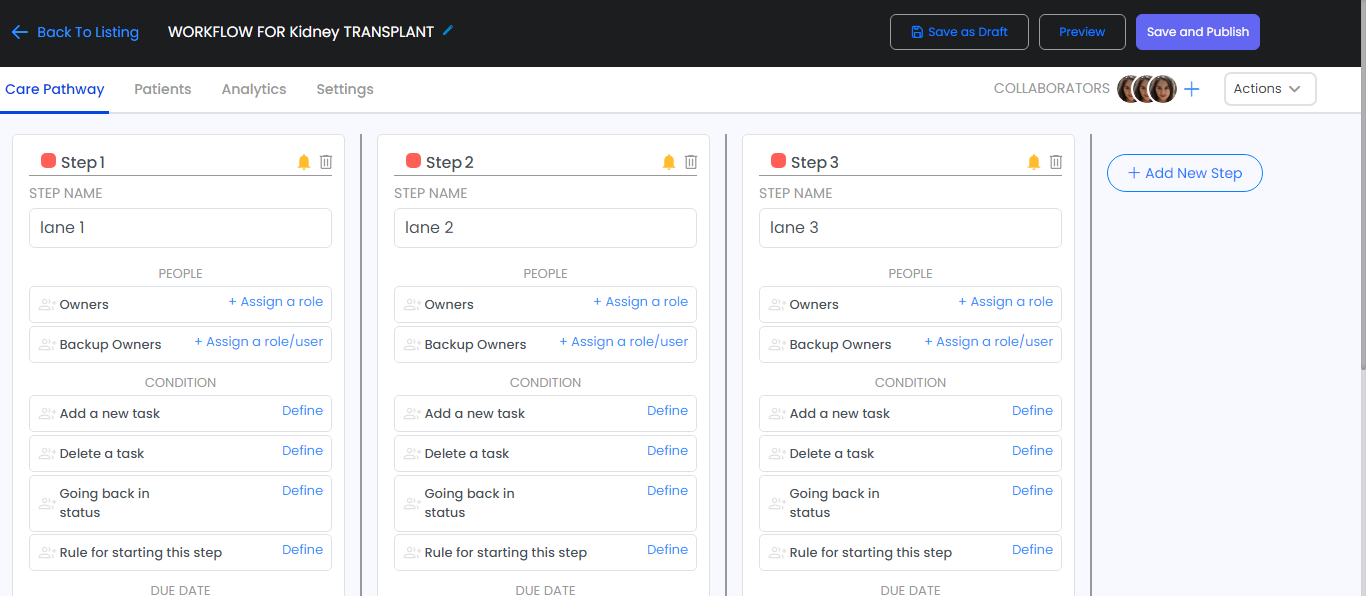 Back To Listing
WORKFLOW FOR Kidney TRANSPLANT
Save as Draft
Preview
Save and Publish
Care Pathway
Patients
Analytics
Settings
COLLABORATORS
Actions
Step 1
STEP NAME
lane 1
PEOPLE
Owners
+ Assign a role
Backup Owners
+ Assign a role/user
CONDITION
Add a new task
Define
Delete a task
Define
Going back in
status
Define
Rule for starting this step
Define
DUE DATE
Step 2
STEP NAME
lane 2
PEOPLE
Owners
+ Assign a role
Backup Owners
+ Assign a role/user
CONDITION
Add a new task
Define
Delete a task
Define
Going back in
status
Define
Rule for starting this step
Define
DUE DATE
Step 3
STEP NAME
lane 3
PEOPLE
Owners
+ Assign a role
Backup Owners
+ Assign a role/user
CONDITION
Add a new task
Define
Delete a task
Define
Going back in
status
Define
Rule for starting this step
Define
DUE DATE
+ Add New Step